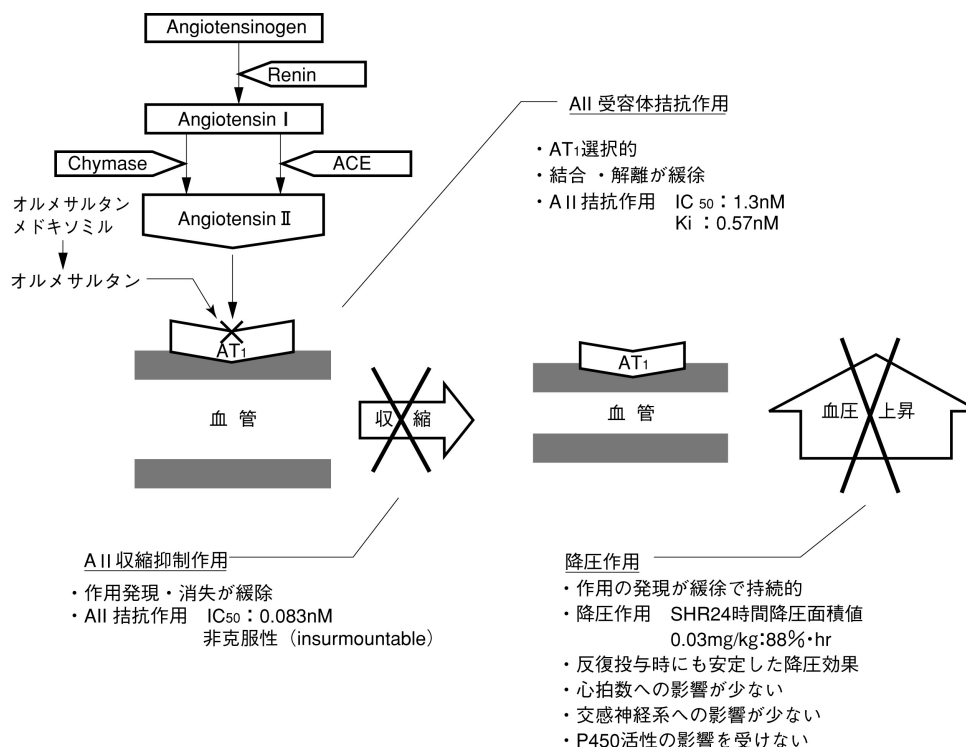 Angiotensinogen
Renin
Angiotensin Ⅰ
Chymase
ACE
Angiotensin Ⅱ
オルメサルタン
メドキソミル
オルメサルタン
AT1
血 管
収 縮
AT1
血 管
血圧 上昇
AII 受容体拮抗作用
・AT1選択的
・結合 ・解離が緩徐
・AⅡ拮抗作用 IC 50：1.3nM
Ki ：0.57nM
AⅡ収縮抑制作用
・作用発現・消失が緩除
・AII 拮抗作用 IC50：0.083nM
非克服性（insurmountable）
降圧作用
・作用の発現が緩徐で持続的
・降圧作用 SHR24時間降圧面積値
0.03mg/kg:88％・hr
・反復投与時にも安定した降圧効果
・心拍数への影響が少ない
・交感神経系への影響が少ない
・P450活性の影響を受けない